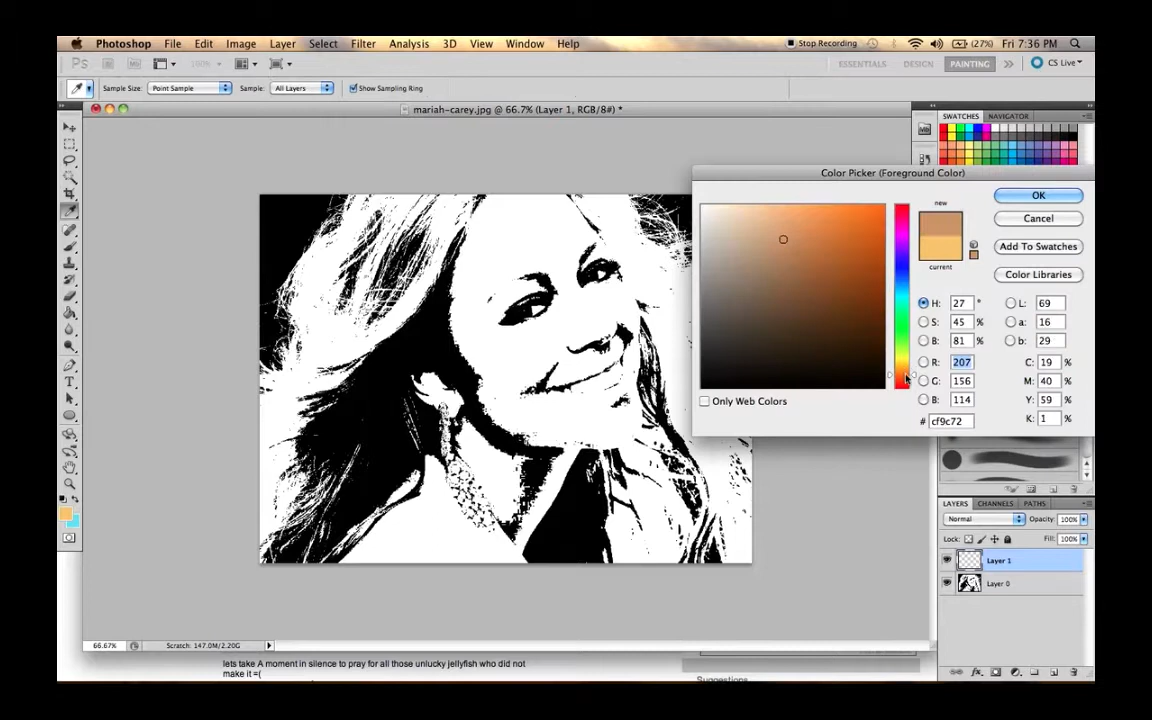 Photoshop File Edit Image Layer Select Filter Analysis 3D View Window Help Stop Recording (27%) Fri 7:36 PM
Ps Br Mb 100% ESSENTIALS DESIGN PAINTING CS Live
Sample Size: Point Sample Sample: All Layers Show Sampling Ring
mariah-carey.jpg @ 66.7% (Layer 1, RGB/8#) *
SWATCHES NAVIGATOR
Color Picker (Foreground Color)
new
current
OK
Cancel
Add To Swatches
Color Libraries
H: 27 ° L: 69
S: 45 % a: 16
B: 81 % b: 29
R: 207 C: 19 %
G: 156 M: 40 %
B: 114 Y: 59 %
# cf9c72 K: 1 %
Only Web Colors
LAYERS CHANNELS PATHS
Normal Opacity: 100%
Lock: Fill: 100%
Layer 1
Layer 0
66.67% Scratch: 147.0M/2.20G
lets take A moment in silence to pray for all those unlucky jellyfish who did not
make it =(
Suggestions